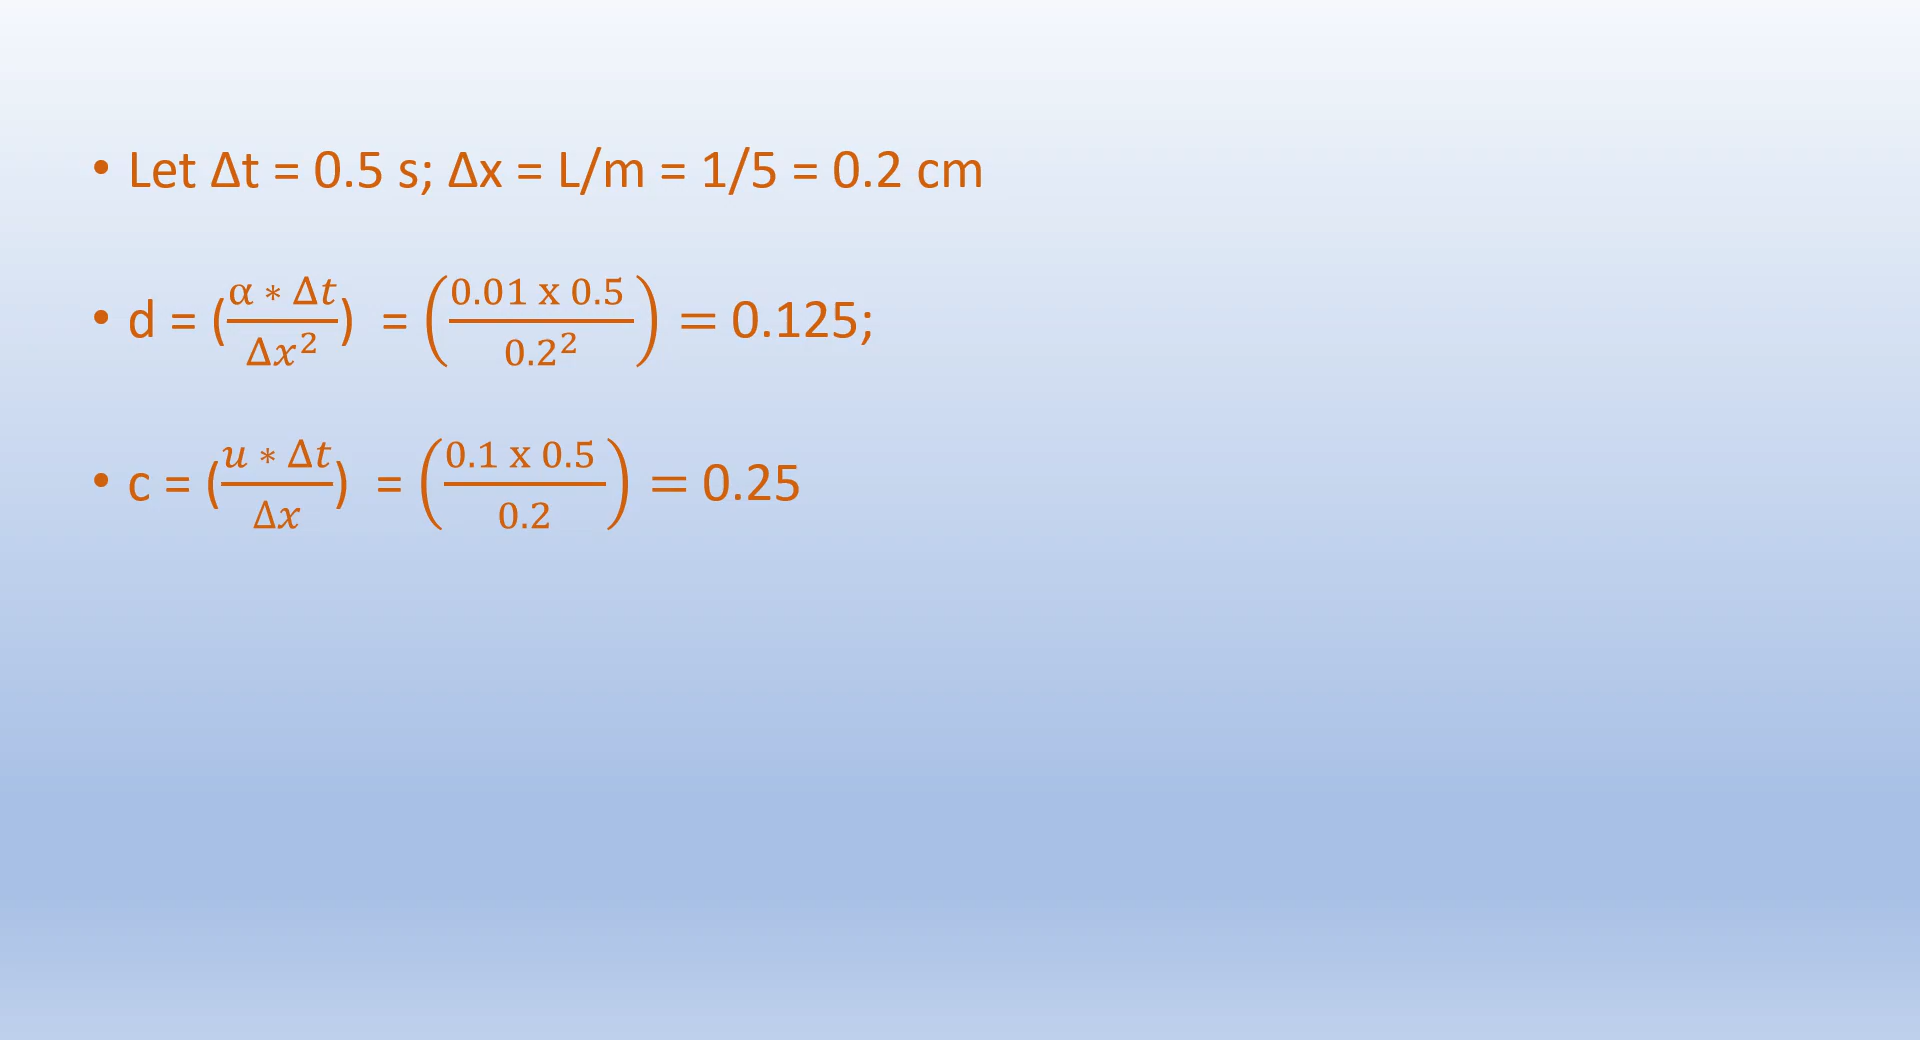 • Let Δt = 0.5 s; Δx = L/m = 1/5 = 0.2 cm
• d = (α ∗ Δt / Δx²) = (0.01 x 0.5 / 0.2²) = 0.125;
• c = (u ∗ Δt / Δx) = (0.1 x 0.5 / 0.2) = 0.25